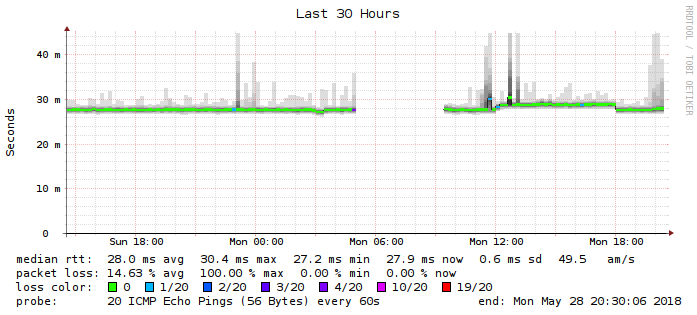 Last 30 Hours
RRDTOOL / TOBI OETIKER
Seconds
40 m
30 m
20 m
10 m
0
Sun 18:00 Mon 00:00 Mon 06:00 Mon 12:00 Mon 18:00
median rtt: 28.0 ms avg 30.4 ms max 27.2 ms min 27.9 ms now 0.6 ms sd 49.5 am/s
packet loss: 14.63 % avg 100.00 % max 0.00 % min 0.00 % now
loss color: 0 1/20 2/20 3/20 4/20 10/20 19/20
probe: 20 ICMP Echo Pings (56 Bytes) every 60s end: Mon May 28 20:30:06 2018